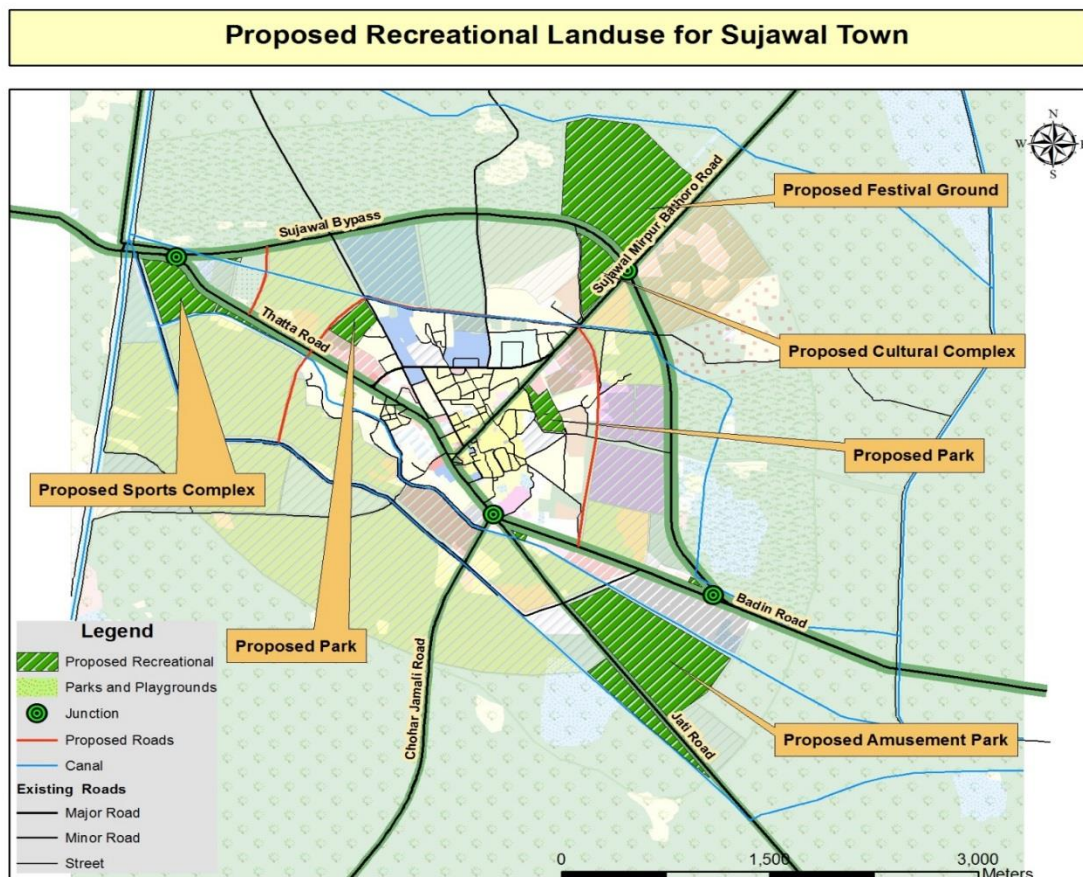 Proposed Recreational Landuse for Sujawal Town
N
W
E
S
Proposed Festival Ground
Sujawal Mirpur Bathoro Road
Sujawal Bypass
Thatta Road
Proposed Cultural Complex
Proposed Park
Proposed Sports Complex
Badin Road
Proposed Park
Chohar Jamali Road
Jati Road
Proposed Amusement Park
Legend
Proposed Recreational
Parks and Playgrounds
Junction
Proposed Roads
Canal
Existing Roads
Major Road
Minor Road
Street
0 1,500 3,000
Meters